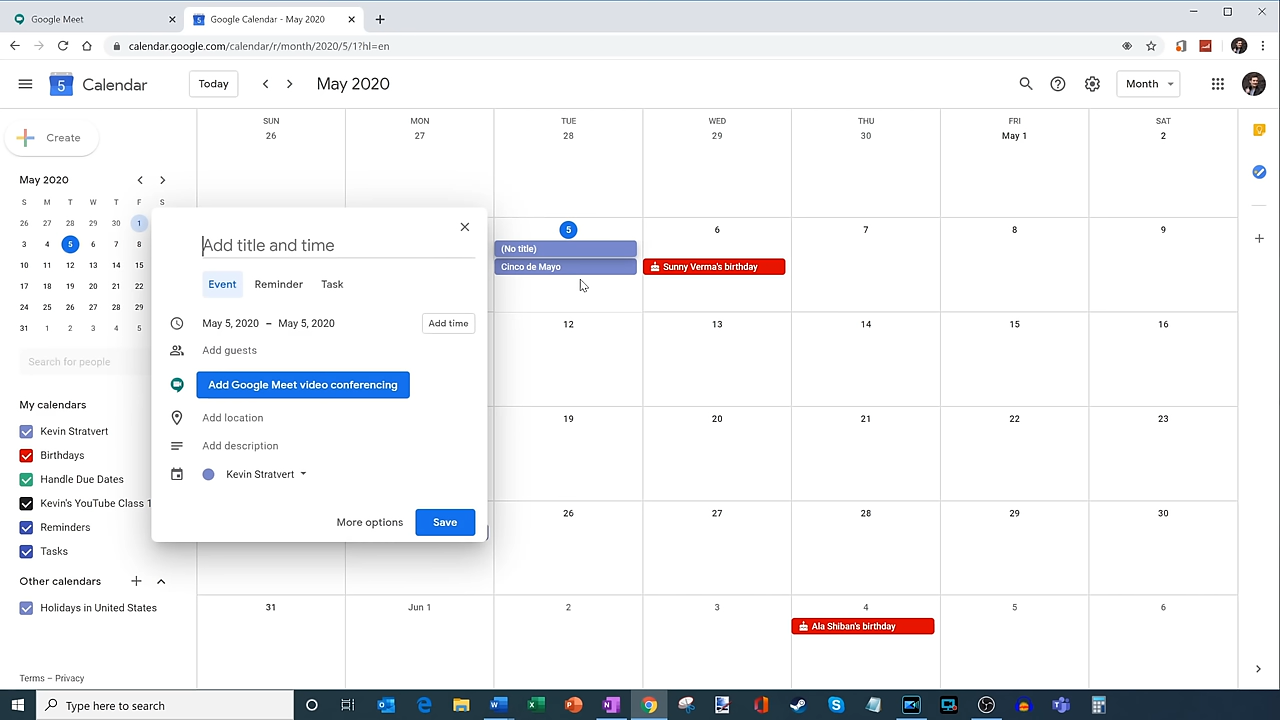 Google Meet
Google Calendar - May 2020
calendar.google.com/calendar/r/month/2020/5/1?hl=en
5 Calendar
Today
May 2020
Month
Create
May 2020
S M T W T F S
26 27 28 29 30 1
3 4 5 6 7 8
10 11 12 13 14 15
17 18 19 20 21 22
24 25 26 27 28 29
31 1 2 3 4 5
Search for people
My calendars
Kevin Stratvert
Birthdays
Handle Due Dates
Kevin's YouTube Class 1
Reminders
Tasks
Other calendars
Holidays in United States
Terms – Privacy
Add title and time
Event Reminder Task
May 5, 2020 – May 5, 2020 Add time
Add guests
Add Google Meet video conferencing
Add location
Add description
Kevin Stratvert
More options Save
SUN MON TUE WED THU FRI SAT
26 27 28 29 30 May 1 2
5 6 7 8 9
(No title)
Cinco de Mayo Sunny Verma's birthday
12 13 14 15 16
19 20 21 22 23
26 27 28 29 30
31 Jun 1 2 3 4 5 6
Ala Shiban's birthday
Type here to search